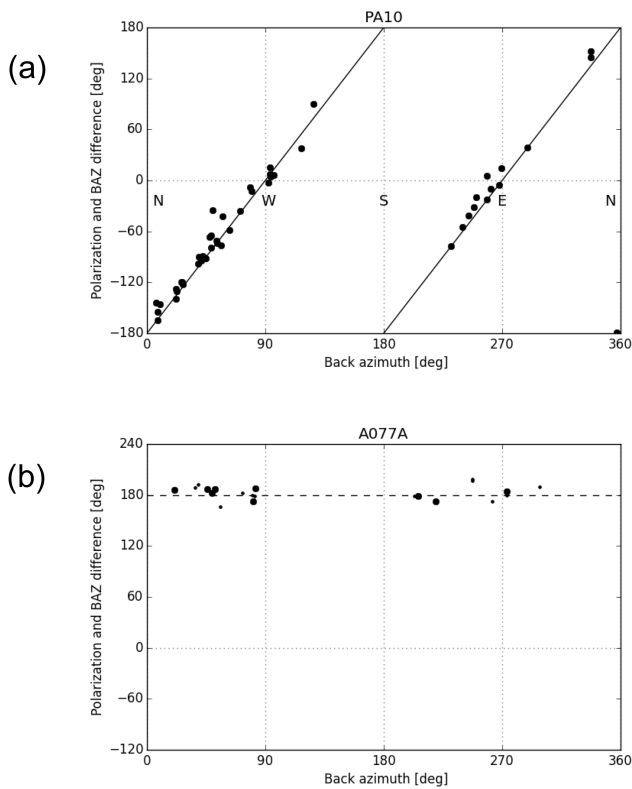 (a)
PA10
Polarization and BAZ difference [deg]
180
120
60
0
−60
−120
−180
N W S E N
0 90 180 270 360
Back azimuth [deg]
(b)
A077A
Polarization and BAZ difference [deg]
240
180
120
60
0
−60
−120
0 90 180 270 360
Back azimuth [deg]